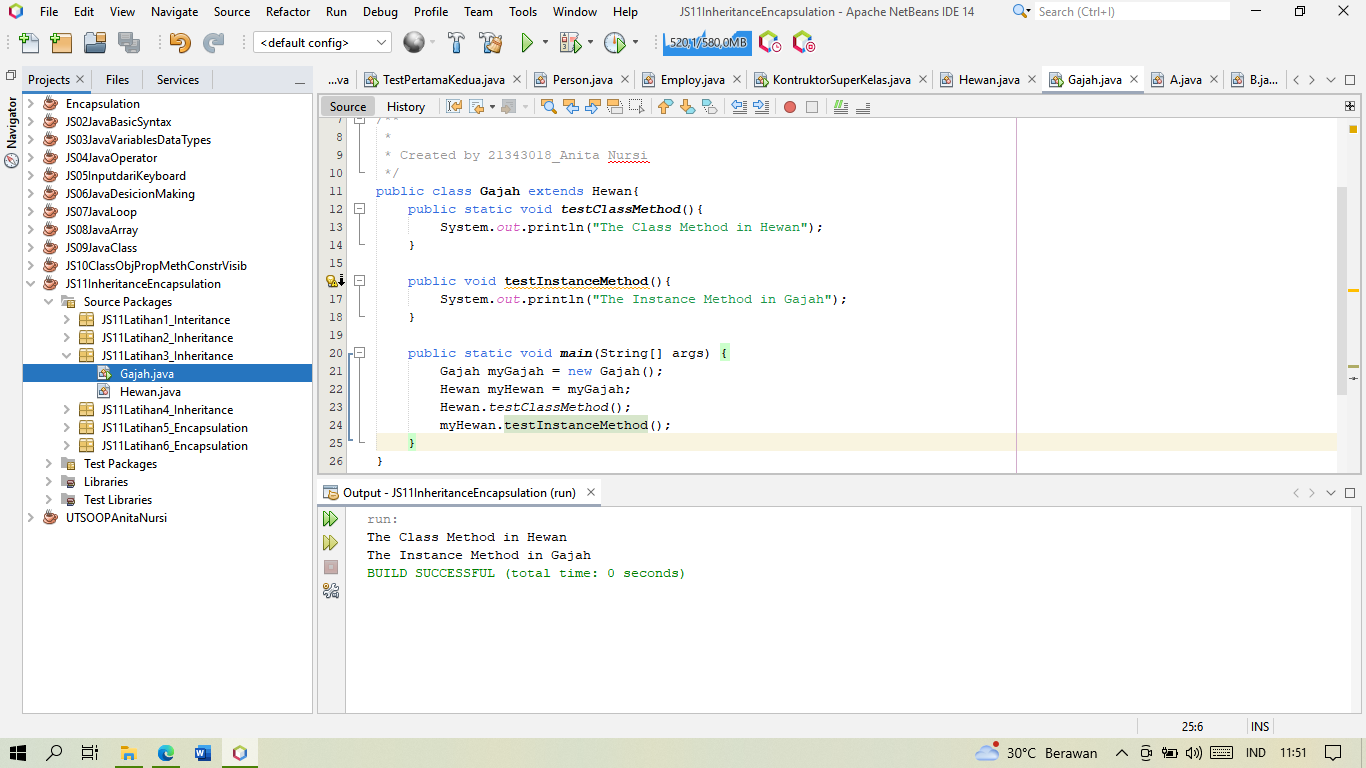 File Edit View Navigate Source Refactor Run Debug Profile Team Tools Window Help JS11InheritanceEncapsulation - Apache NetBeans IDE 14 Search (Ctrl+I)
<default config> 520,1/580,0MB
Projects Files Services
...va TestPertamaKedua.java Person.java Employ.java KontruktorSuperKelas.java Hewan.java Gajah.java A.java B.ja...
Source History
Navigator
Encapsulation
JS02JavaBasicSyntax
JS03JavaVariablesDataTypes
JS04JavaOperator
JS05InputdariKeyboard
JS06JavaDesicionMaking
JS07JavaLoop
JS08JavaArray
JS09JavaClass
JS10ClassObjPropMethConstrVisib
JS11InheritanceEncapsulation
Source Packages
JS11Latihan1_Interitance
JS11Latihan2_Inheritance
JS11Latihan3_Inheritance
Gajah.java
Hewan.java
JS11Latihan4_Inheritance
JS11Latihan5_Encapsulation
JS11Latihan6_Encapsulation
Test Packages
Libraries
Test Libraries
UTSOOPAnitaNursi
7 /**
8 *
9 * Created by 21343018_Anita Nursi
10 */
11 public class Gajah extends Hewan{
12 public static void testClassMethod(){
13 System.out.println("The Class Method in Hewan");
14 }
15
public void testInstanceMethod(){
17 System.out.println("The Instance Method in Gajah");
18 }
19
20 public static void main(String[] args) {
21 Gajah myGajah = new Gajah();
22 Hewan myHewan = myGajah;
23 Hewan.testClassMethod();
24 myHewan.testInstanceMethod();
25 }
26 }
Output - JS11InheritanceEncapsulation (run)
run:
The Class Method in Hewan
The Instance Method in Gajah
BUILD SUCCESSFUL (total time: 0 seconds)
25:6 INS
30°C Berawan IND 11:51